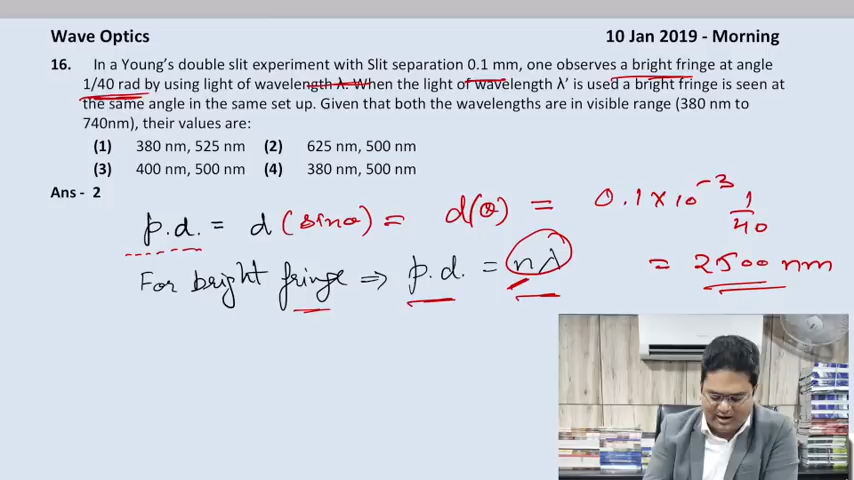 Wave Optics 10 Jan 2019 - Morning
16. In a Young's double slit experiment with Slit separation 0.1 mm, one observes a bright fringe at angle
1/40 rad by using light of wavelength λ. When the light of wavelength λ' is used a bright fringe is seen at
the same angle in the same set up. Given that both the wavelengths are in visible range (380 nm to
740nm), their values are:
(1) 380 nm, 525 nm (2) 625 nm, 500 nm
(3) 400 nm, 500 nm (4) 380 nm, 500 nm
Ans - 2
p.d. = d (sinθ) = d(θ) = 0.1 × 10⁻³ 1/40
= 2500 nm
For bright fringe ⇒ p.d. = nλ